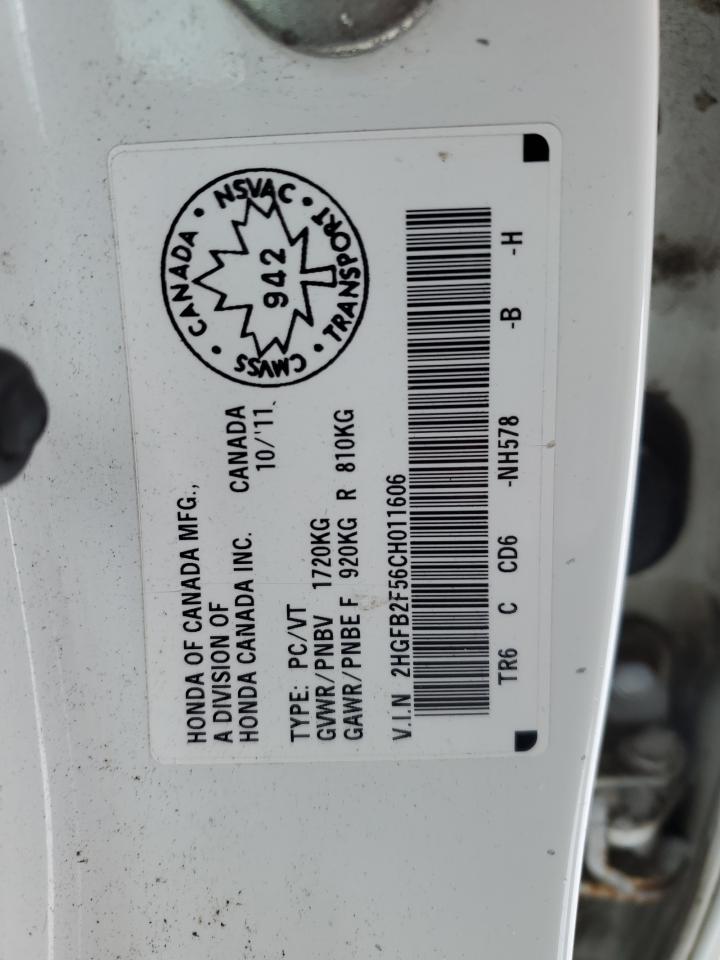 HONDA OF CANADA MFG.,
A DIVISION OF
HONDA CANADA INC. CANADA
10/'11
TYPE: PC/VT
GVWR/PNBV 1720KG
GAWR/PNBE F 920KG R 810KG
V.I.N 2HGFB2F56CH011606
TR6 C CD6 -NH578 -B -H
CANADA • NSVAC • TRANSPORT • CMVSS •
942